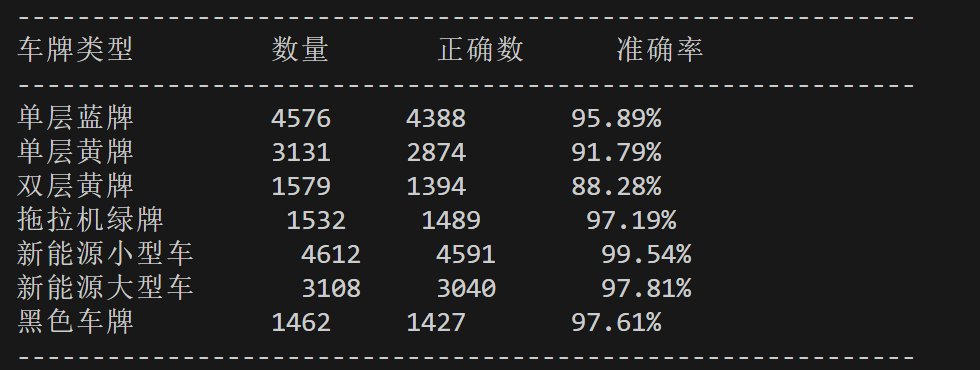 ------------------------------------------------------------
车牌类型 数量 正确数 准确率
------------------------------------------------------------
单层蓝牌 4576 4388 95.89%
单层黄牌 3131 2874 91.79%
双层黄牌 1579 1394 88.28%
拖拉机绿牌 1532 1489 97.19%
新能源小型车 4612 4591 99.54%
新能源大型车 3108 3040 97.81%
黑色车牌 1462 1427 97.61%
------------------------------------------------------------